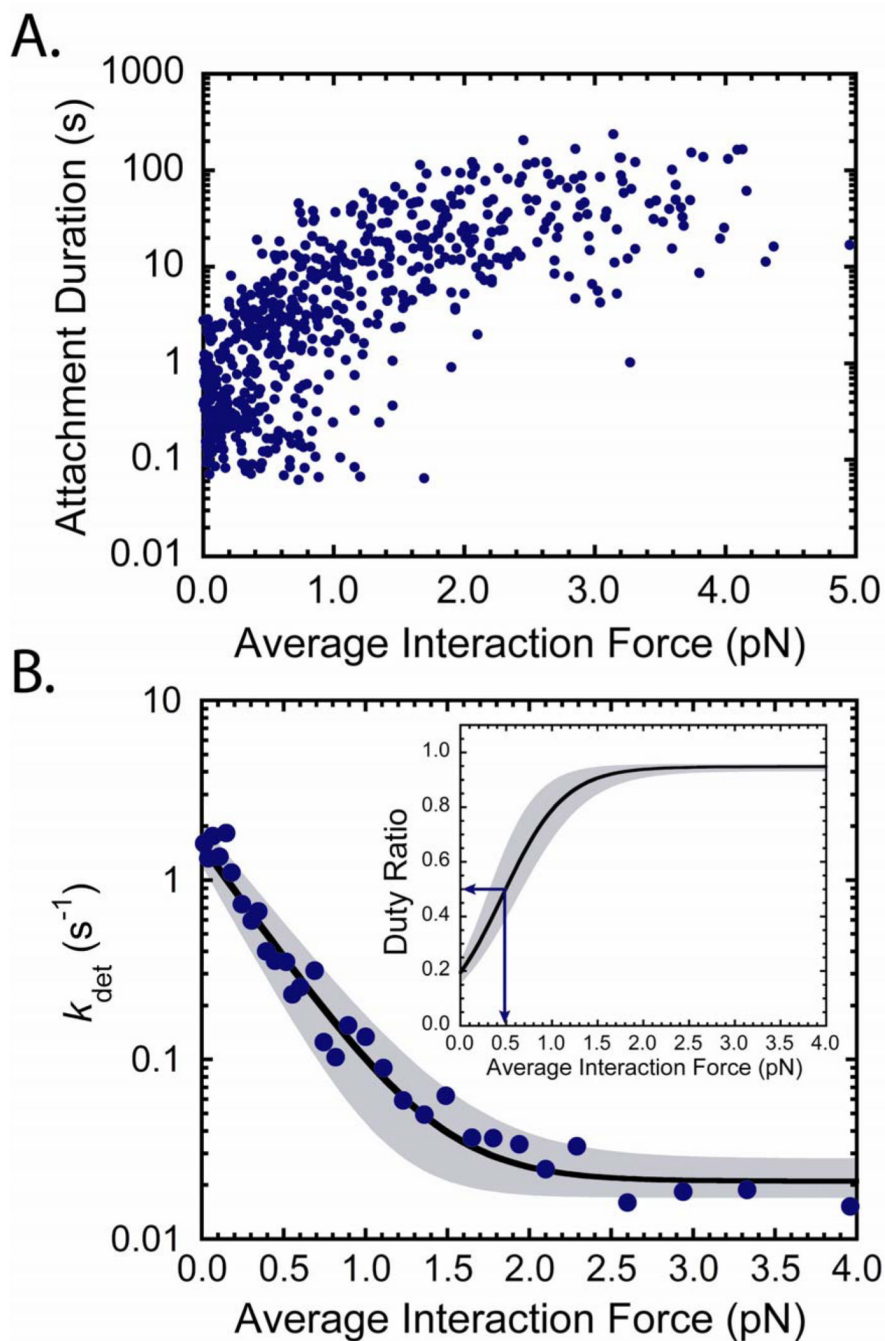 A.
Attachment Duration (s)
1000
100
10
1
0.1
0.01
0.0 1.0 2.0 3.0 4.0 5.0
Average Interaction Force (pN)
B.
k_det (s⁻¹)
10
1
0.1
0.01
0.0 0.5 1.0 1.5 2.0 2.5 3.0 3.5 4.0
Average Interaction Force (pN)
Duty Ratio
1.0
0.8
0.6
0.4
0.2
0.0
0.0 0.5 1.0 1.5 2.0 2.5 3.0 3.5 4.0
Average Interaction Force (pN)